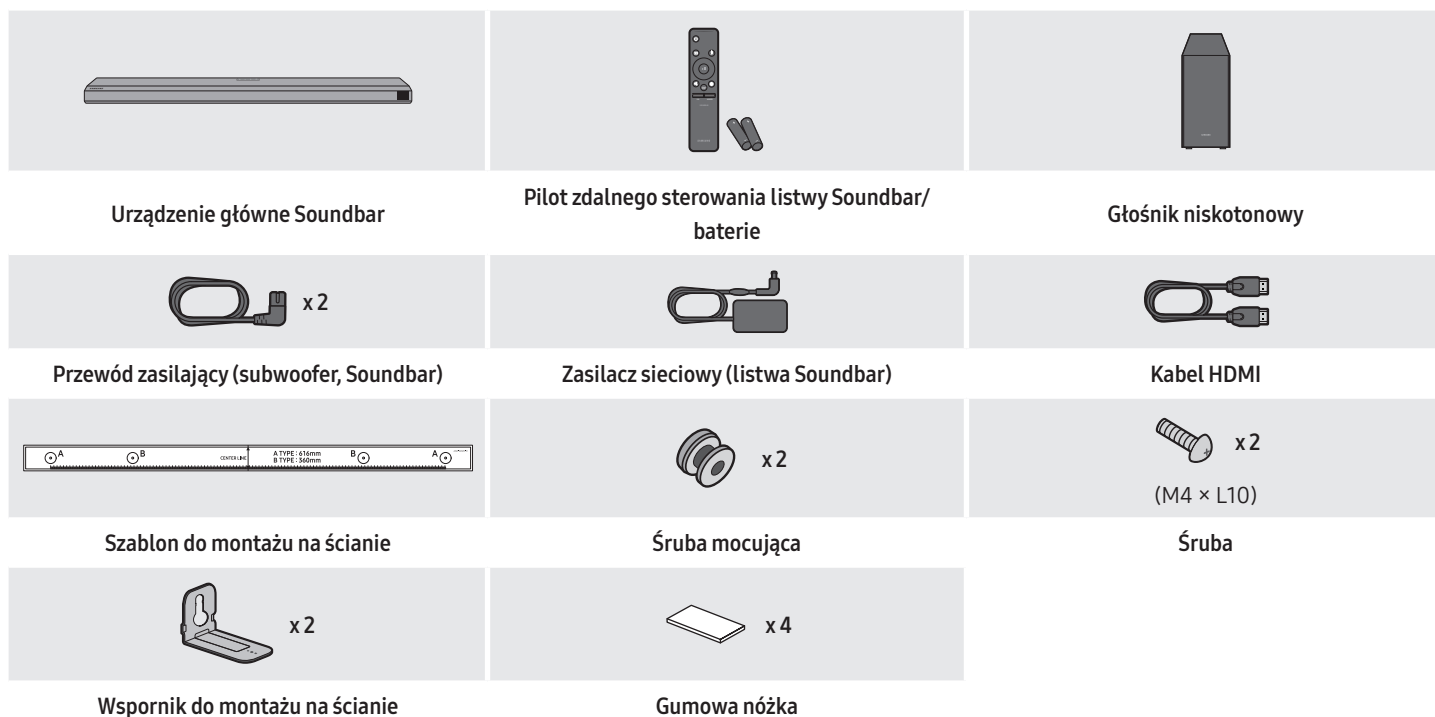 Urządzenie główne Soundbar
Pilot zdalnego sterowania listwy Soundbar/
baterie
Głośnik niskotonowy
x 2
Przewód zasilający (subwoofer, Soundbar)
Zasilacz sieciowy (listwa Soundbar)
Kabel HDMI
A
B
CENTER LINE
A TYPE : 616mm
B TYPE : 360mm
B
A
Szablon do montażu na ścianie
x 2
Śruba mocująca
x 2
(M4 × L10)
Śruba
x 2
Wspornik do montażu na ścianie
x 4
Gumowa nóżka